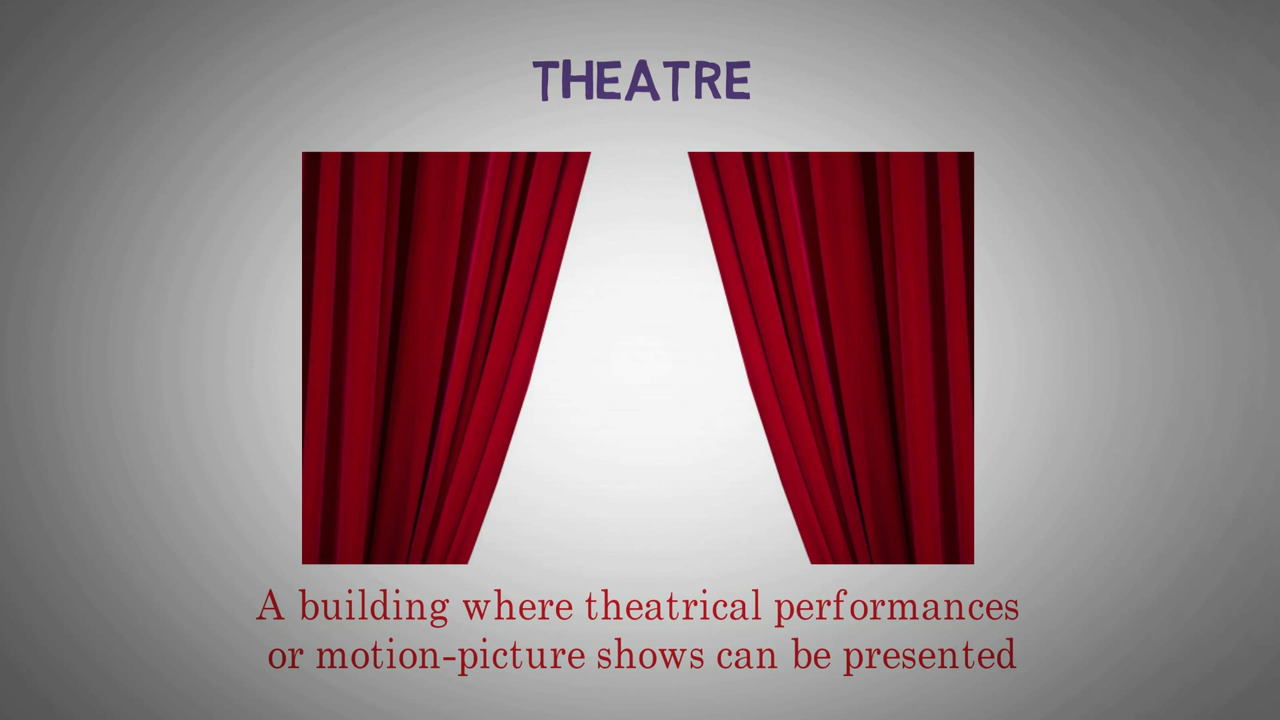 THEATRE
A building where theatrical performances
or motion-picture shows can be presented